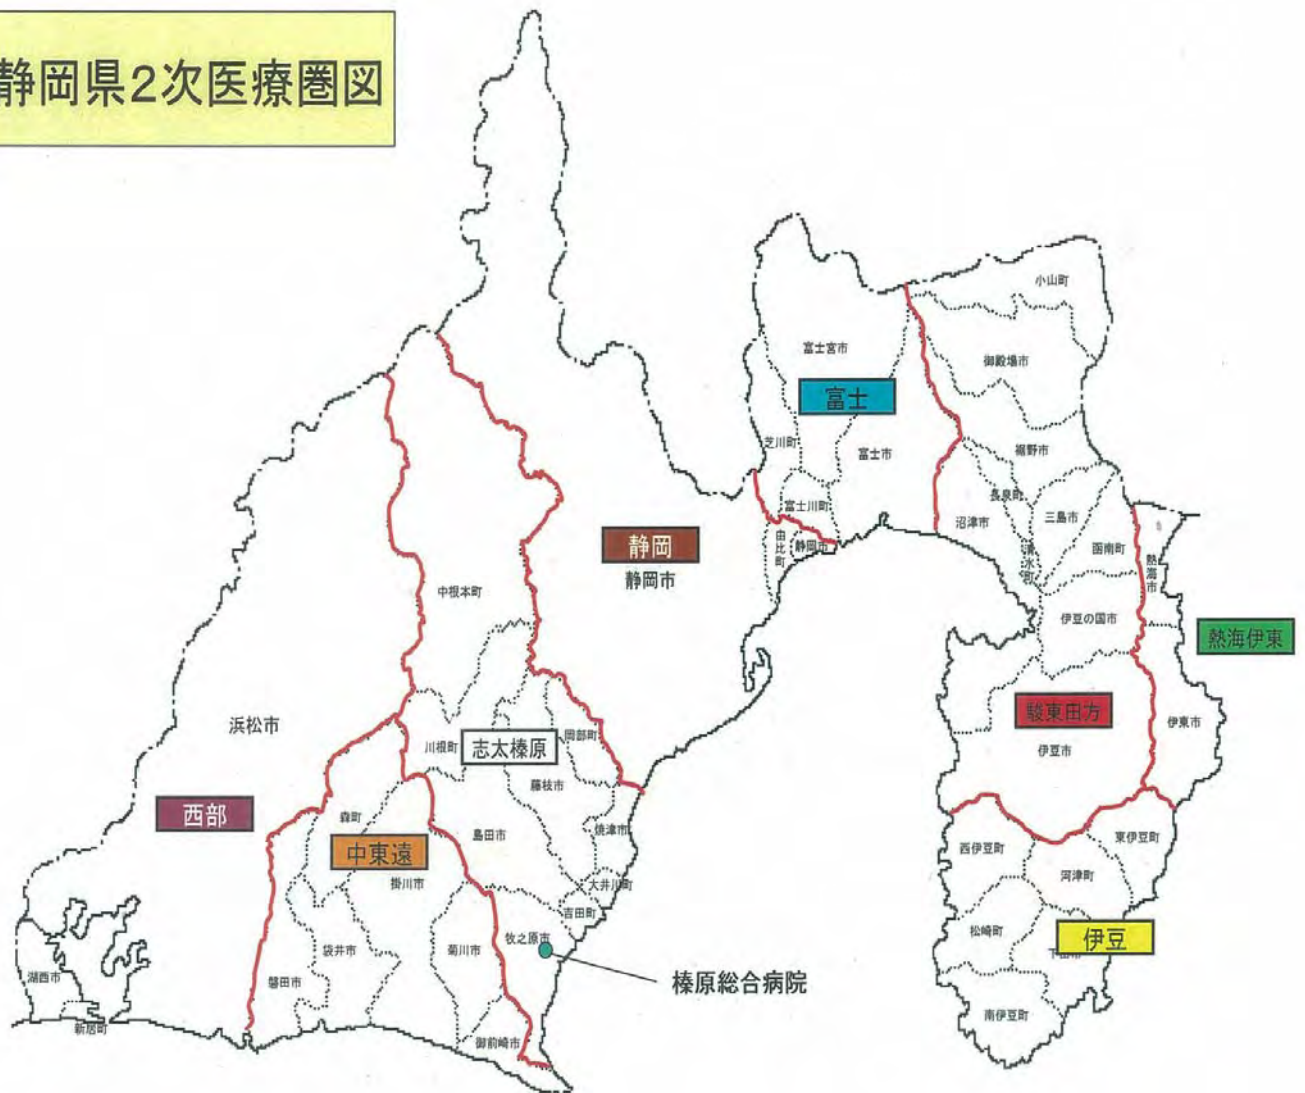 静岡県2次医療圏図
小山町
御殿場市
富士宮市
富士
芝川町
富士市
裾野市
長泉町
富士川町
沼津市
三島市
静岡
静岡市
由比町
静岡市
函南町
清水町
熱海市
中根本町
伊豆の国市
熱海伊東
駿東田方
伊東市
伊豆市
浜松市
川根町
志太榛原
岡部町
藤枝市
西部
森町
島田市
焼津市
中東遠
掛川市
大井川町
吉田町
西伊豆町
東伊豆町
河津町
松崎町
伊豆
南伊豆町
袋井市
菊川市
牧之原市
磐田市
湖西市
新居町
御前崎市
榛原総合病院